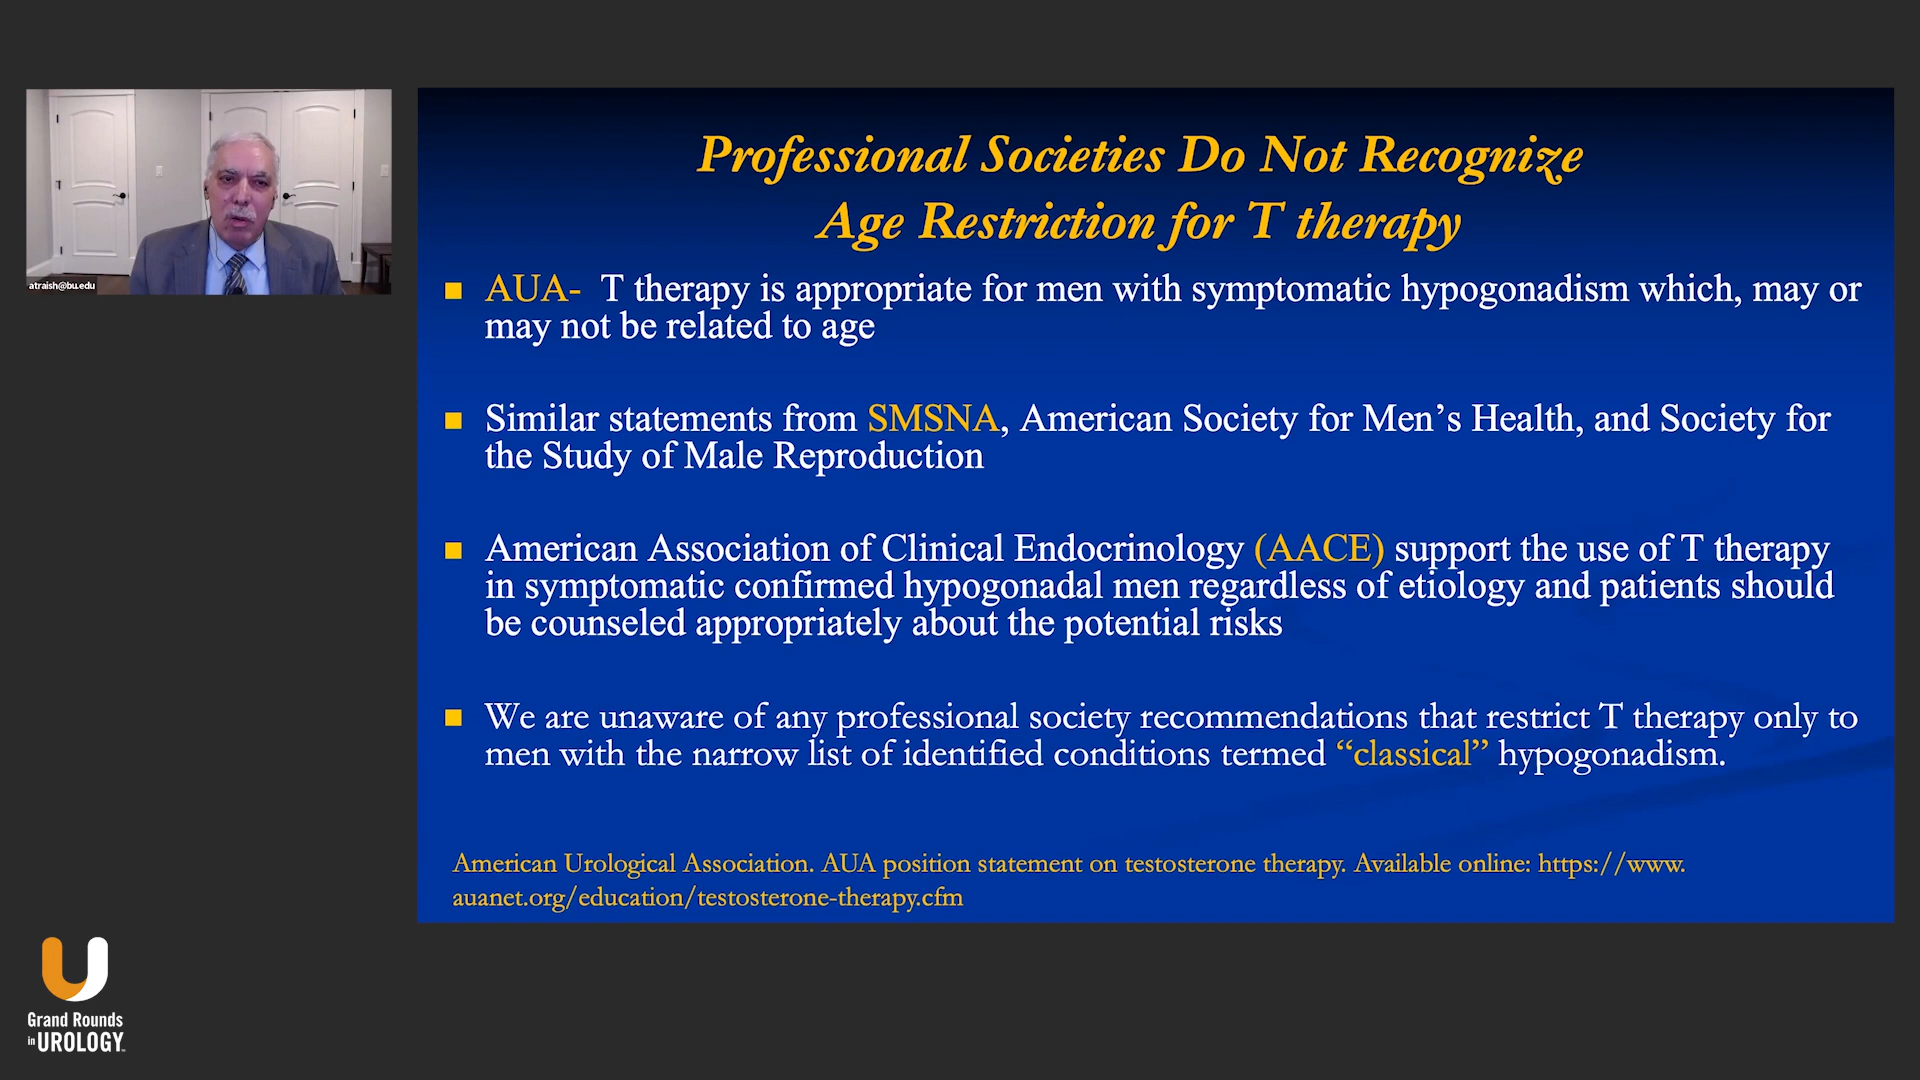 Professional Societies Do Not Recognize
Age Restriction for T therapy
■ AUA- T therapy is appropriate for men with symptomatic hypogonadism which, may or
may not be related to age
■ Similar statements from SMSNA, American Society for Men’s Health, and Society for
the Study of Male Reproduction
■ American Association of Clinical Endocrinology (AACE) support the use of T therapy
in symptomatic confirmed hypogonadal men regardless of etiology and patients should
be counseled appropriately about the potential risks
■ We are unaware of any professional society recommendations that restrict T therapy only to
men with the narrow list of identified conditions termed “classical” hypogonadism.
American Urological Association. AUA position statement on testosterone therapy. Available online: https://www.
auanet.org/education/testosterone-therapy.cfm
atraish@bu.edu
Grand Rounds
in UROLOGY